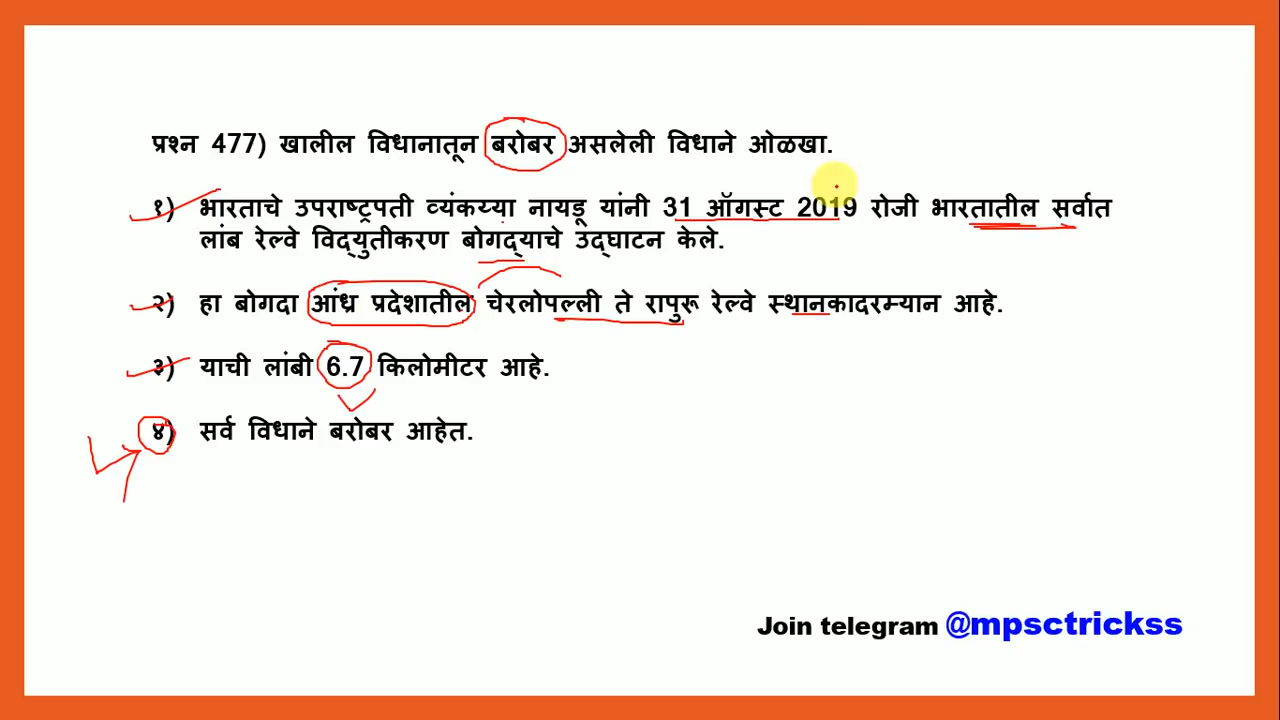 प्रश्न 477) खालील विधानातून बरोबर असलेली विधाने ओळखा.
१) भारताचे उपराष्ट्रपती व्यंकय्या नायडू यांनी 31 ऑगस्ट 2019 रोजी भारतातील सर्वात
लांब रेल्वे विद्युतीकरण बोगद्याचे उद्घाटन केले.
२) हा बोगदा आंध्र प्रदेशातील चेरलोपल्ली ते रापुरू रेल्वे स्थानकादरम्यान आहे.
३) याची लांबी 6.7 किलोमीटर आहे.
४) सर्व विधाने बरोबर आहेत.
Join telegram @mpsctrickss